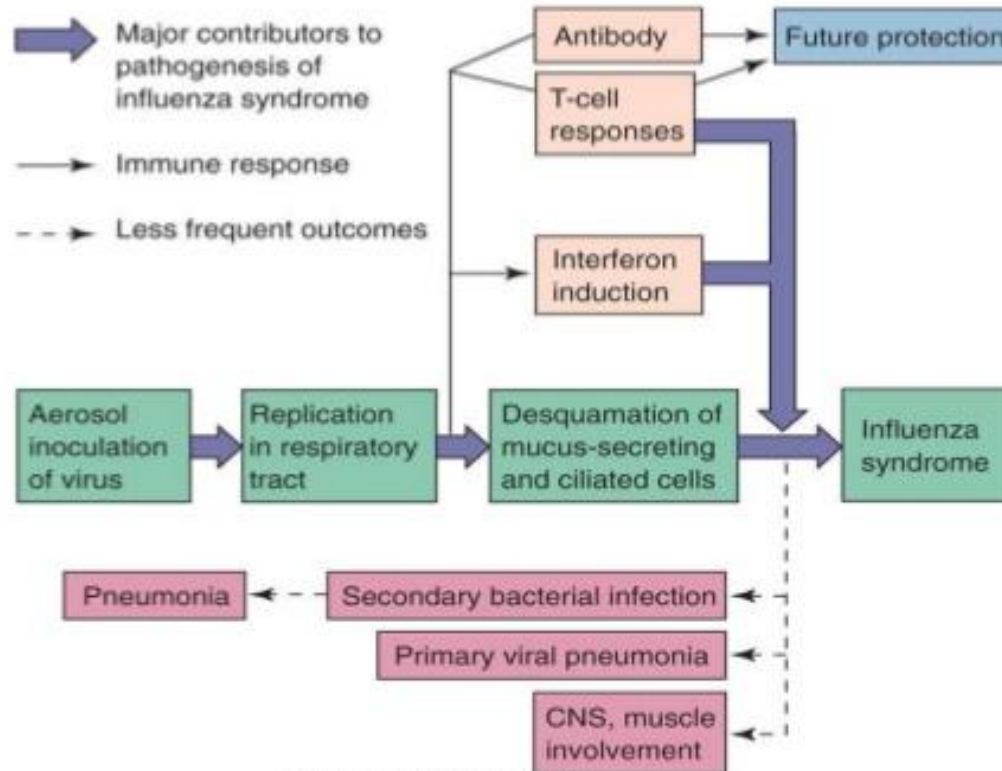 Major contributors to
pathogenesis of
influenza syndrome
Immune response
Less frequent outcomes
Antibody
Future protection
T-cell
responses
Interferon
induction
Aerosol
inoculation
of virus
Replication
in respiratory
tract
Desquamation of
mucus-secreting
and ciliated cells
Influenza
syndrome
Pneumonia
Secondary bacterial infection
Primary viral pneumonia
CNS, muscle
involvement